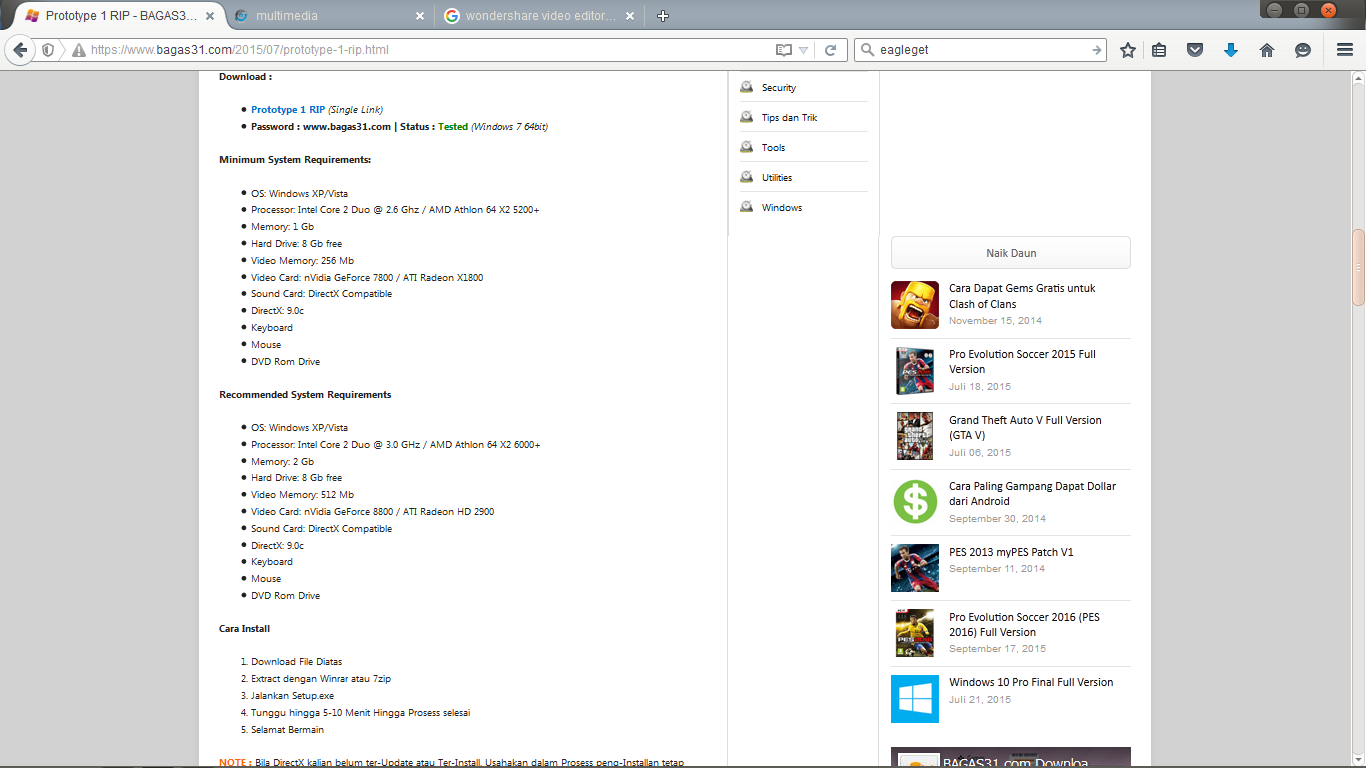 Prototype 1 RIP - BAGAS3...
multimedia
wondershare video editor...
https://www.bagas31.com/2015/07/prototype-1-rip.html
eagleget
Download :
Prototype 1 RIP (Single Link)
Password : www.bagas31.com | Status : Tested (Windows 7 64bit)
Minimum System Requirements:
OS: Windows XP/Vista
Processor: Intel Core 2 Duo @ 2.6 Ghz / AMD Athlon 64 X2 5200+
Memory: 1 Gb
Hard Drive: 8 Gb free
Video Memory: 256 Mb
Video Card: nVidia GeForce 7800 / ATI Radeon X1800
Sound Card: DirectX Compatible
DirectX: 9.0c
Keyboard
Mouse
DVD Rom Drive
Recommended System Requirements
OS: Windows XP/Vista
Processor: Intel Core 2 Duo @ 3.0 GHz / AMD Athlon 64 X2 6000+
Memory: 2 Gb
Hard Drive: 8 Gb free
Video Memory: 512 Mb
Video Card: nVidia GeForce 8800 / ATI Radeon HD 2900
Sound Card: DirectX Compatible
DirectX: 9.0c
Keyboard
Mouse
DVD Rom Drive
Cara Install
1. Download File Diatas
2. Extract dengan Winrar atau 7zip
3. Jalankan Setup.exe
4. Tunggu hingga 5-10 Menit Hingga Prosess selesai
5. Selamat Bermain
NOTE : Bila DirectX kalian belum ter-Update atau Ter-Install. Usahakan dalam Prosess peng-Installan tetap
Security
Tips dan Trik
Tools
Utilities
Windows
Naik Daun
Cara Dapat Gems Gratis untuk
Clash of Clans
November 15, 2014
Pro Evolution Soccer 2015 Full
Version
Juli 18, 2015
Grand Theft Auto V Full Version
(GTA V)
Juli 06, 2015
Cara Paling Gampang Dapat Dollar
dari Android
September 30, 2014
PES 2013 myPES Patch V1
September 11, 2014
Pro Evolution Soccer 2016 (PES
2016) Full Version
September 17, 2015
Windows 10 Pro Final Full Version
Juli 21, 2015
BAGAS31.com Downloa...